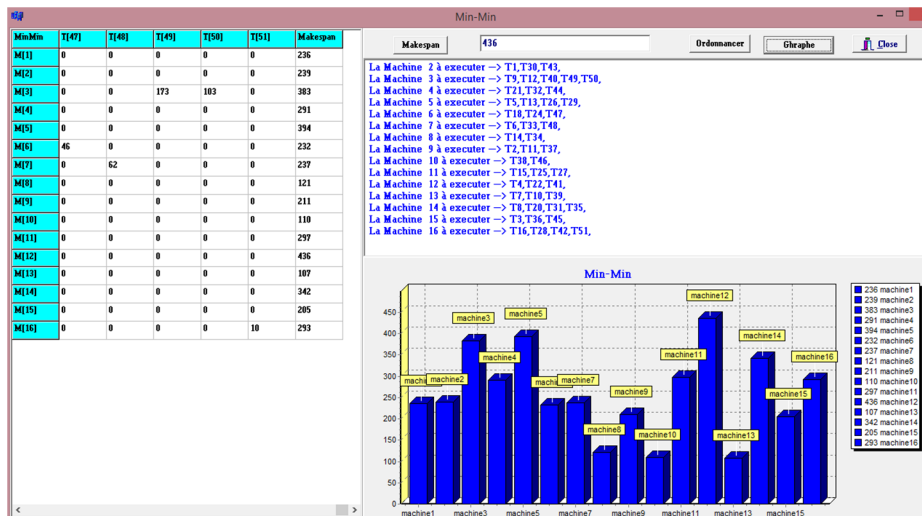 Min-Min
MinMin T[47] T[48] T[49] T[50] T[51] Makespan
M[1] 0 0 0 0 0 236
M[2] 0 0 0 0 0 239
M[3] 0 0 173 103 0 383
M[4] 0 0 0 0 0 291
M[5] 0 0 0 0 0 394
M[6] 46 0 0 0 0 232
M[7] 0 62 0 0 0 237
M[8] 0 0 0 0 0 121
M[9] 0 0 0 0 0 211
M[10] 0 0 0 0 0 110
M[11] 0 0 0 0 0 297
M[12] 0 0 0 0 0 436
M[13] 0 0 0 0 0 107
M[14] 0 0 0 0 0 342
M[15] 0 0 0 0 0 205
M[16] 0 0 0 0 10 293
Makespan 436 Ordonnancer Ghraphe Close
La Machine 2 à executer --> T1,T30,T43,
La Machine 3 à executer --> T9,T12,T40,T49,T50,
La Machine 4 à executer --> T21,T32,T44,
La Machine 5 à executer --> T5,T13,T26,T29,
La Machine 6 à executer --> T18,T24,T47,
La Machine 7 à executer --> T6,T33,T48,
La Machine 8 à executer --> T14,T34,
La Machine 9 à executer --> T2,T11,T37,
La Machine 10 à executer --> T38,T46,
La Machine 11 à executer --> T15,T25,T27,
La Machine 12 à executer --> T4,T22,T41,
La Machine 13 à executer --> T7,T10,T39,
La Machine 14 à executer --> T8,T20,T31,T35,
La Machine 15 à executer --> T3,T36,T45,
La Machine 16 à executer --> T16,T28,T42,T51,
Min-Min
450
400
350
300
250
200
150
100
50
0
machine2
machine3
machine4
machine5
machine7
machine8
machine9
machine10
machine11
machine12
machine13
machine14
machine15
machine16
machine1 machine3 machine5 machine7 machine9 machine11 machine13 machine15
236 machine1
239 machine2
383 machine3
291 machine4
394 machine5
232 machine6
237 machine7
121 machine8
211 machine9
110 machine10
297 machine11
436 machine12
107 machine13
342 machine14
205 machine15
293 machine16